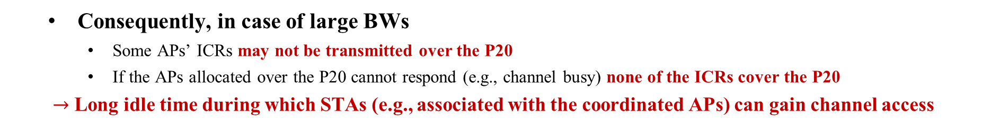 • Consequently, in case of large BWs
• Some APs’ ICRs may not be transmitted over the P20
• If the APs allocated over the P20 cannot respond (e.g., channel busy) none of the ICRs cover the P20
→ Long idle time during which STAs (e.g., associated with the coordinated APs) can gain channel access